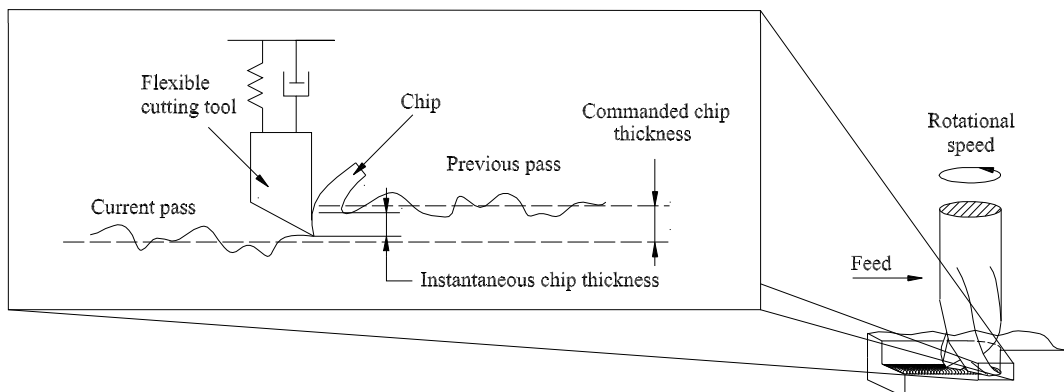 Flexible
cutting tool
Chip
Commanded chip
thickness
Previous pass
Current pass
Instantaneous chip thickness
Rotational
speed
Feed